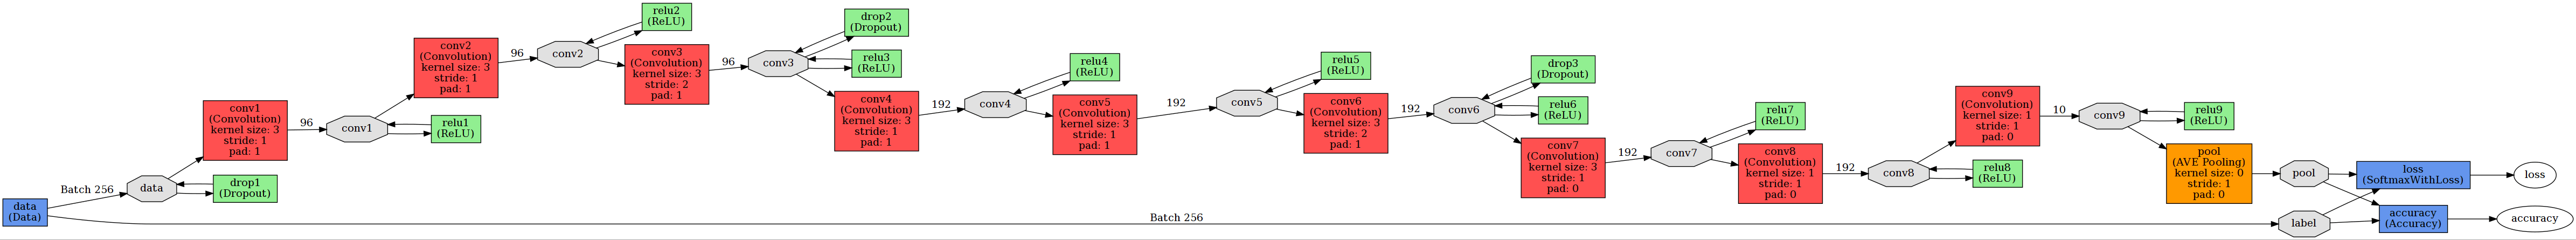 data
(Data)
Batch 256
data
drop1
(Dropout)
conv1
(Convolution)
kernel size: 3
stride: 1
pad: 1
96
conv1
relu1
(ReLU)
conv2
(Convolution)
kernel size: 3
stride: 1
pad: 1
96
conv2
relu2
(ReLU)
conv3
(Convolution)
kernel size: 3
stride: 2
pad: 1
96
conv3
drop2
(Dropout)
relu3
(ReLU)
conv4
(Convolution)
kernel size: 3
stride: 1
pad: 1
192
conv4
relu4
(ReLU)
conv5
(Convolution)
kernel size: 3
stride: 1
pad: 1
192
conv5
relu5
(ReLU)
conv6
(Convolution)
kernel size: 3
stride: 2
pad: 1
192
conv6
drop3
(Dropout)
relu6
(ReLU)
conv7
(Convolution)
kernel size: 3
stride: 1
pad: 0
192
conv7
relu7
(ReLU)
conv8
(Convolution)
kernel size: 1
stride: 1
pad: 0
192
conv8
relu8
(ReLU)
conv9
(Convolution)
kernel size: 1
stride: 1
pad: 0
10
conv9
relu9
(ReLU)
pool
(AVE Pooling)
kernel size: 0
stride: 1
pad: 0
pool
Batch 256
label
loss
(SoftmaxWithLoss)
loss
accuracy
(Accuracy)
accuracy